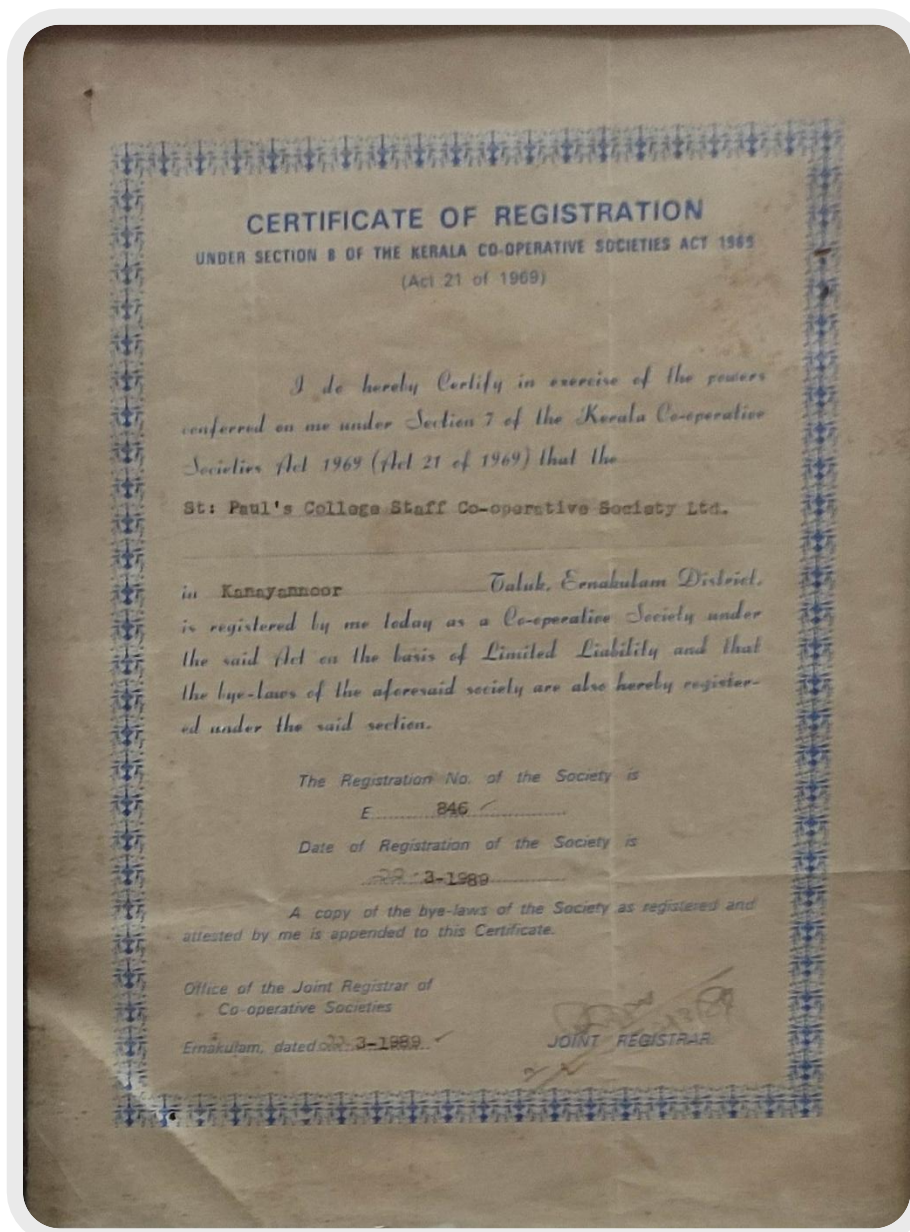 CERTIFICATE OF REGISTRATION
UNDER SECTION 8 OF THE KERALA CO-OPERATIVE SOCIETIES ACT 1969
(Act 21 of 1969)
I do hereby Certify in exercise of the powers
conferred on me under Section 7 of the Kerala Co-operative
Societies Act 1969 (Act 21 of 1969) that the
St: Paul's College Staff Co-operative Society Ltd.
in Kanayannoor Taluk, Ernakulam District,
is registered by me today as a Co-operative Society under
the said Act on the basis of Limited Liability and that
the bye-laws of the aforesaid society are also hereby register-
ed under the said section.
The Registration No. of the Society is
E 846
Date of Registration of the Society is
22-3-1989
A copy of the bye-laws of the Society as registered and
attested by me is appended to this Certificate.
Office of the Joint Registrar of
Co-operative Societies
Ernakulam, dated 22-3-1989
JOINT REGISTRAR.